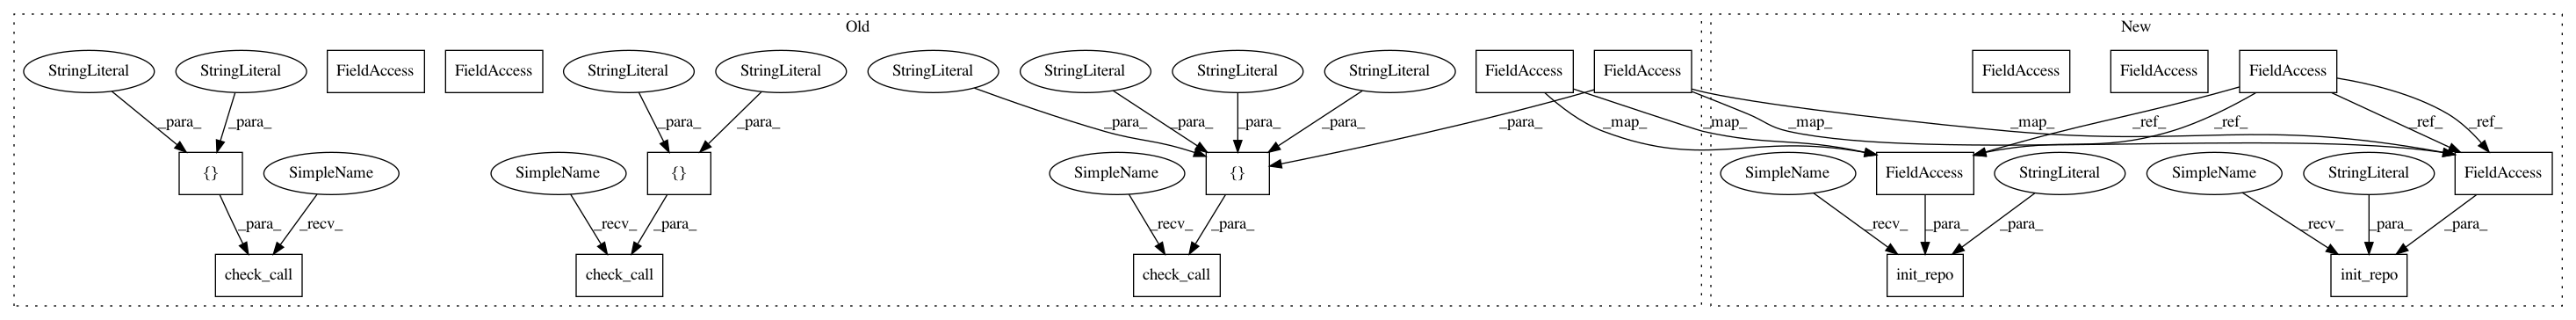 Old
New
StringLiteral
StringLiteral
FieldAccess
FieldAccess
StringLiteral
StringLiteral
StringLiteral
StringLiteral
StringLiteral
StringLiteral
FieldAccess
FieldAccess
FieldAccess
FieldAccess
FieldAccess
_para_
_para_
_para_
_para_
_para_
_para_
_para_
_para_
_para_
_map_
_map_
_map_
_map_
_ref_
_ref_
_ref_
_ref_
{}
SimpleName
SimpleName
{}
SimpleName
{}
SimpleName
FieldAccess
StringLiteral
SimpleName
StringLiteral
FieldAccess
_para_
_recv_
_recv_
_para_
_recv_
_para_
_recv_
_para_
_para_
_recv_
_para_
_para_
check_call
check_call
check_call
init_repo
init_repo